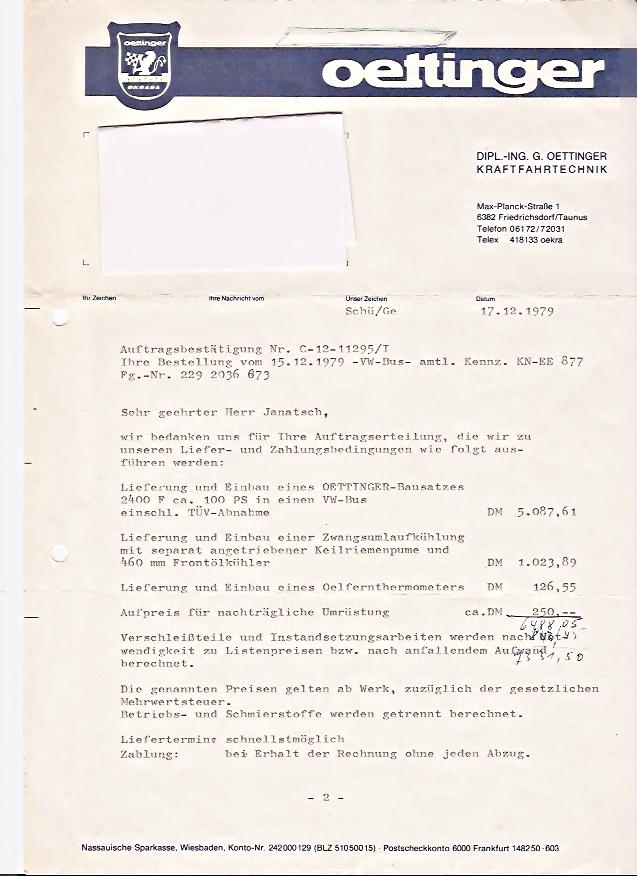 oettinger
OKRASA
oettinger
DIPL.-ING. G. OETTINGER
KRAFTFAHRTECHNIK
Max-Planck-Straße 1
6382 Friedrichsdorf/Taunus
Telefon 06172/72031
Telex 418133 oekra
Ihr Zeichen Ihre Nachricht vom Unser Zeichen Datum
Schü/Ge 17.12.1979
Auftragsbestätigung Nr. C-12-11295/T
Ihre Bestellung vom 15.12.1979 -VW-Bus- amtl. Kennz. KN-EE 877
Fg.-Nr. 229 2036 673
Sehr geehrter Herr Janatsch,
wir bedanken uns für Ihre Auftragserteilung, die wir zu
unseren Liefer- und Zahlungsbedingungen wie folgt aus-
führen werden:
Lieferung und Einbau eines OETTINGER-Bausatzes
2400 F ca. 100 PS in einen VW-Bus
einschl. TÜV-Abnahme DM 5.087,61
Lieferung und Einbau einer Zwangsumlaufkühlung
mit separat angetriebener Keilriemenpume und
460 mm Frontölkühler DM 1.023,89
Lieferung und Einbau eines Oelfernthermometers DM 126,55
Aufpreis für nachträgliche Umrüstung ca.DM 250,--
6488,05
Verschleißteile und Instandsetzungsarbeiten werden nach Not-
wendigkeit zu Listenpreisen bzw. nach anfallendem Aufwand
7331,50
berechnet.
Die genannten Preisen gelten ab Werk, zuzüglich der gesetzlichen
Mehrwertsteuer.
Betriebs- und Schmierstoffe werden getrennt berechnet.
Liefertermin: schnellstmöglich
Zahlung: bei Erhalt der Rechnung ohne jeden Abzug.
- 2 -
Nassauische Sparkasse, Wiesbaden, Konto-Nr. 242000129 (BLZ 51050015) · Postscheckkonto 6000 Frankfurt 148250-603